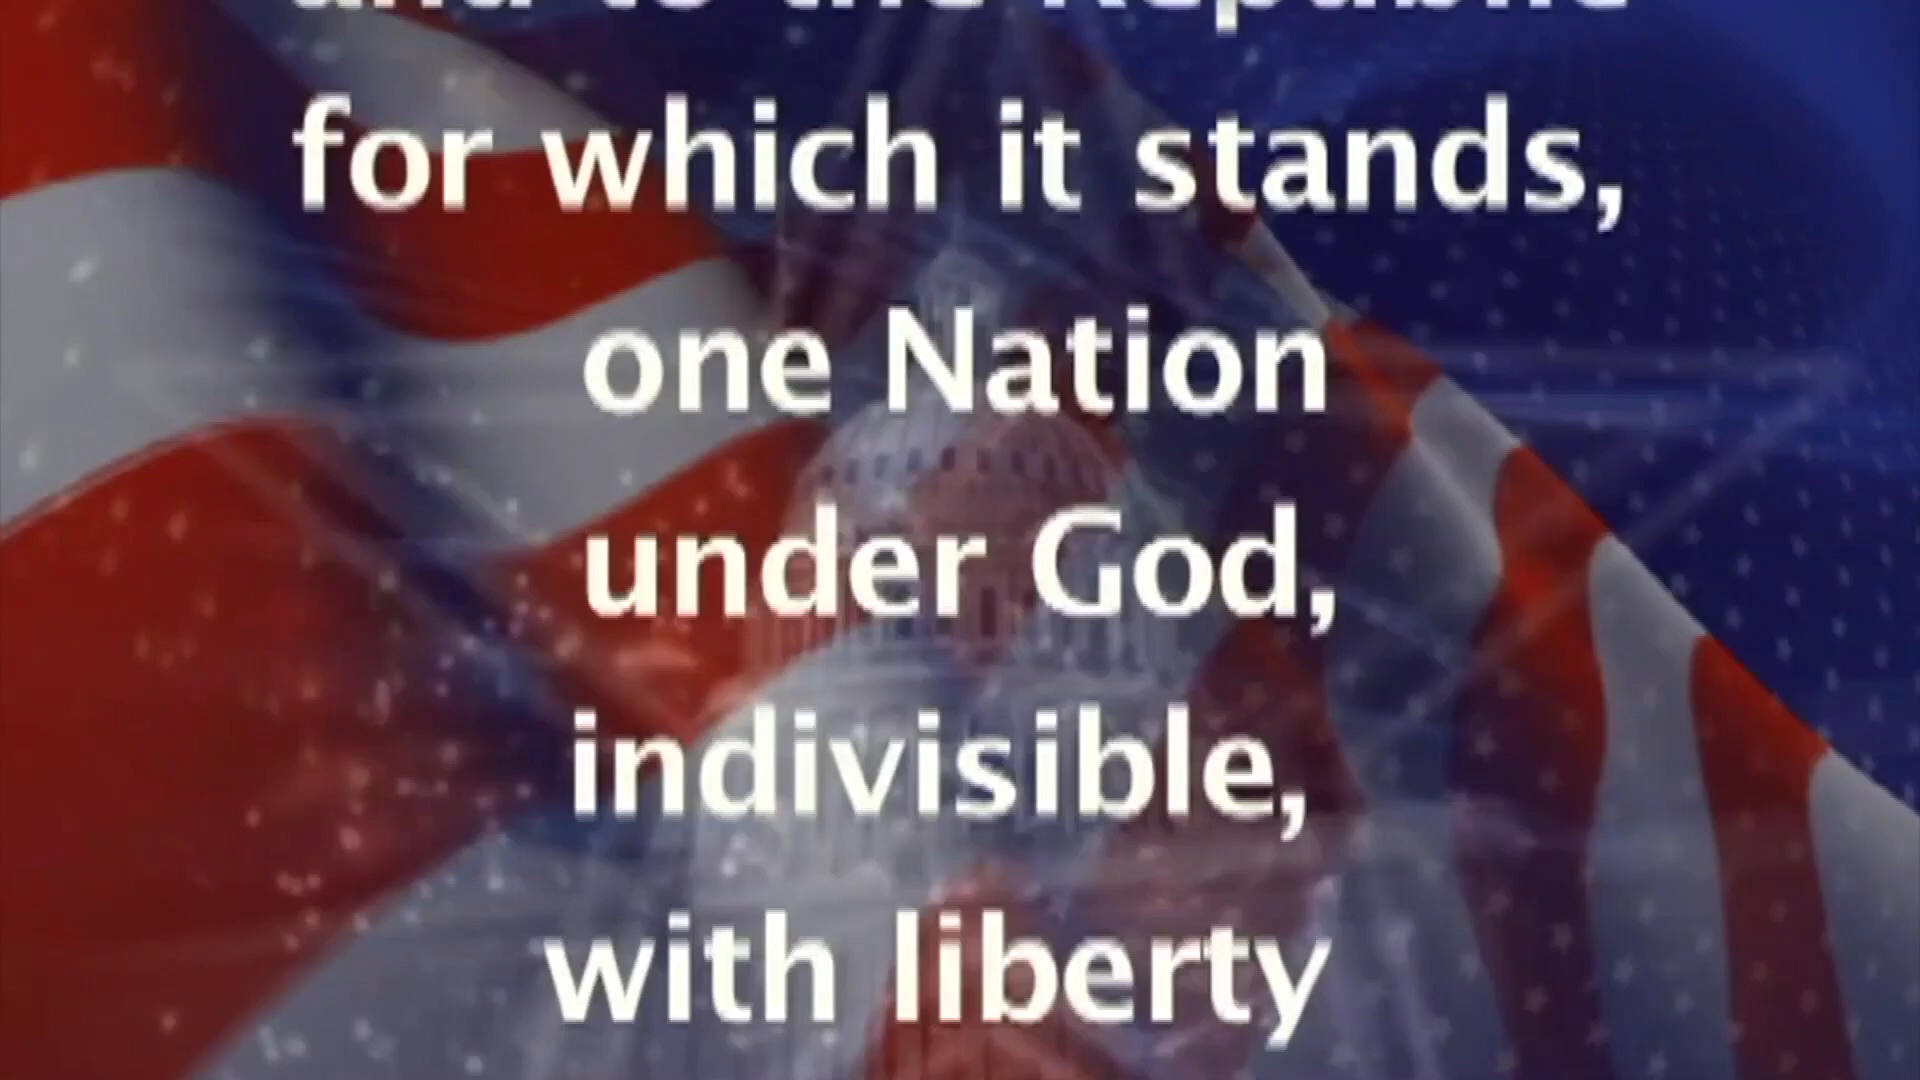 and to the Republic
for which it stands,
one Nation
under God,
indivisible,
with liberty